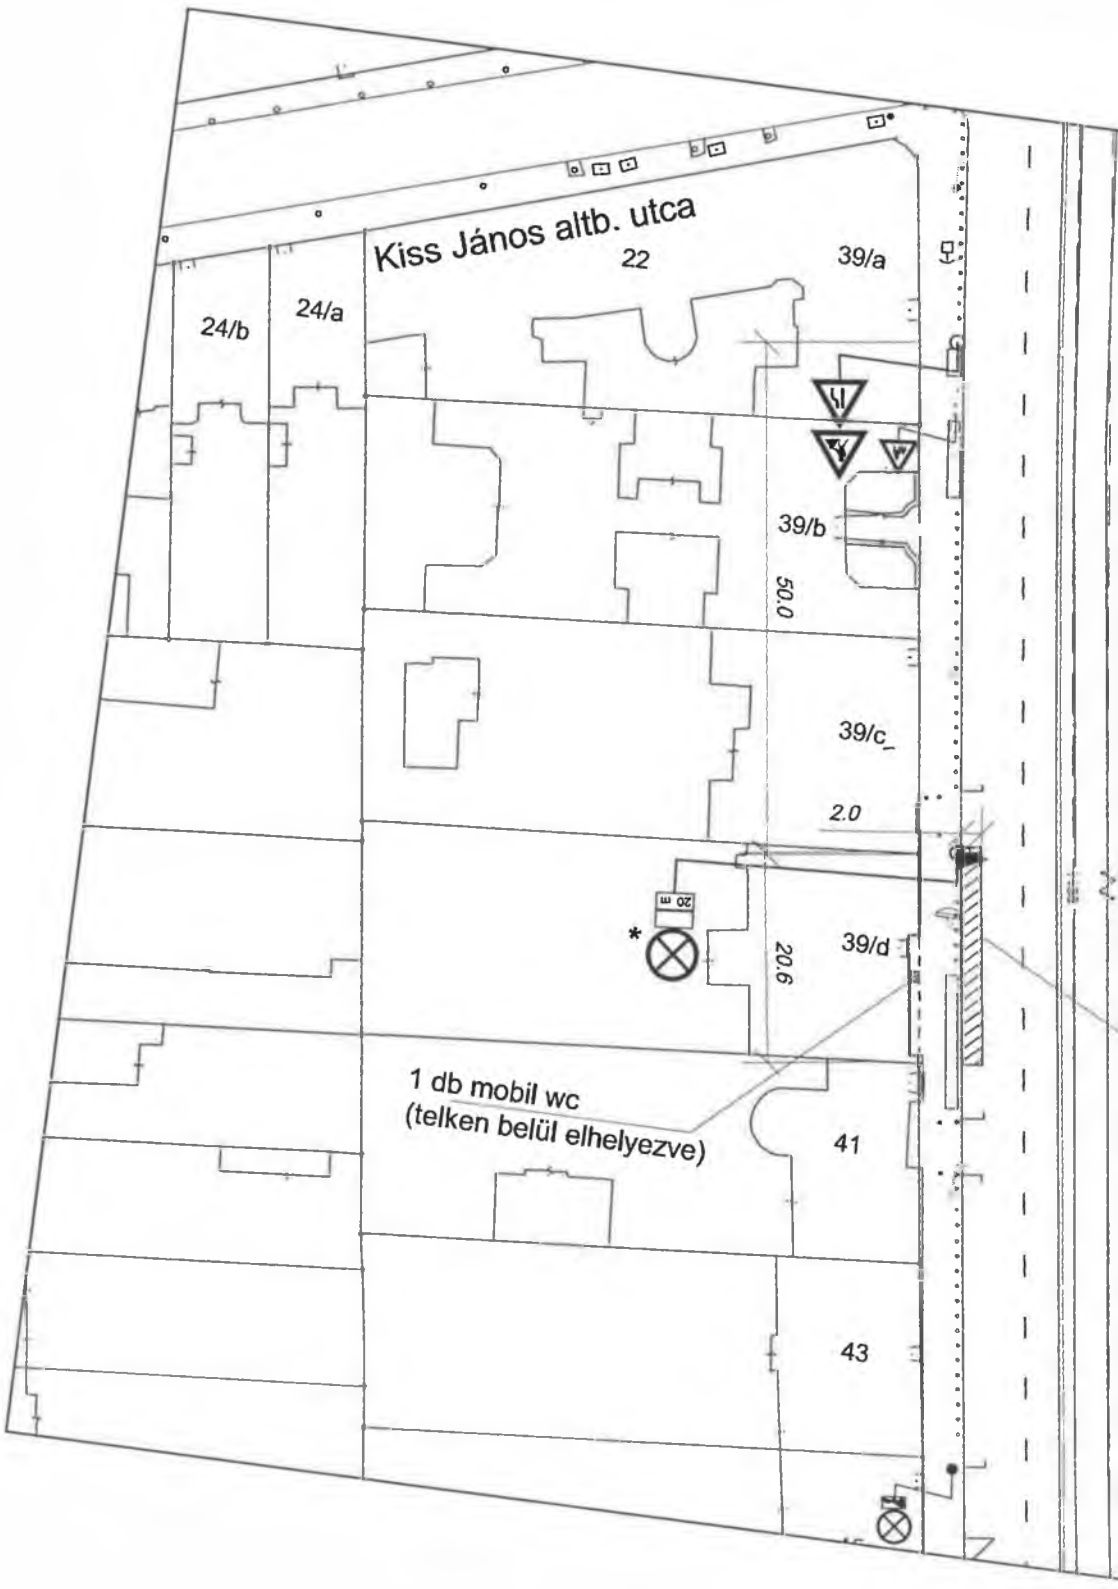 Kiss János altb. utca
22
39/a
24/b
24/a
39/b
50.0
39/c
2.0
20 m
*
39/d
20.6
1 db mobil wc
(telken belül elhelyezve)
41
43